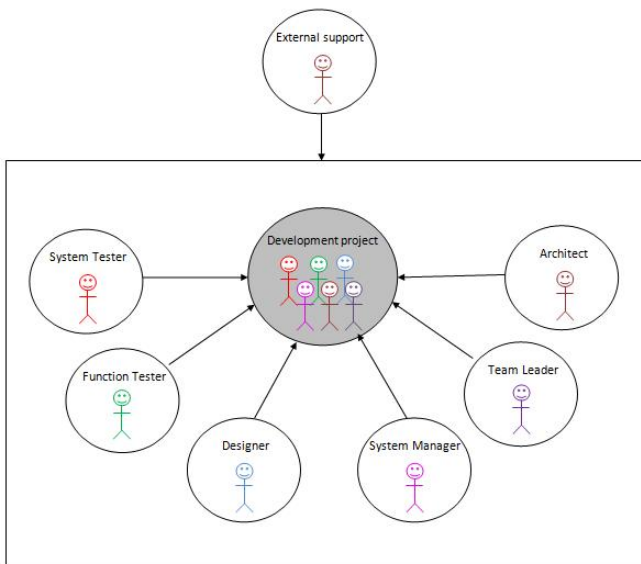 External support
Development project
System Tester
Architect
Function Tester
Team Leader
Designer
System Manager